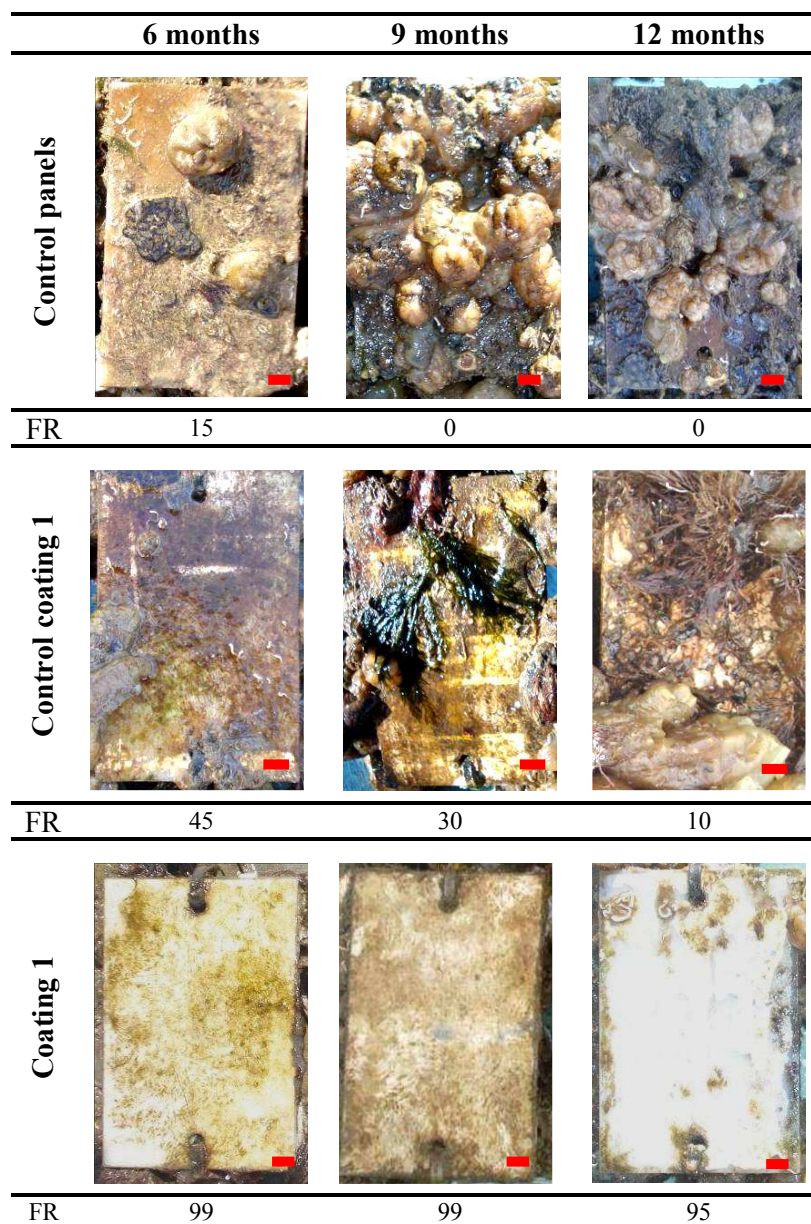 6 months 9 months 12 months
Control panels
FR 15 0 0
Control coating 1
FR 45 30 10
Coating 1
FR 99 99 95